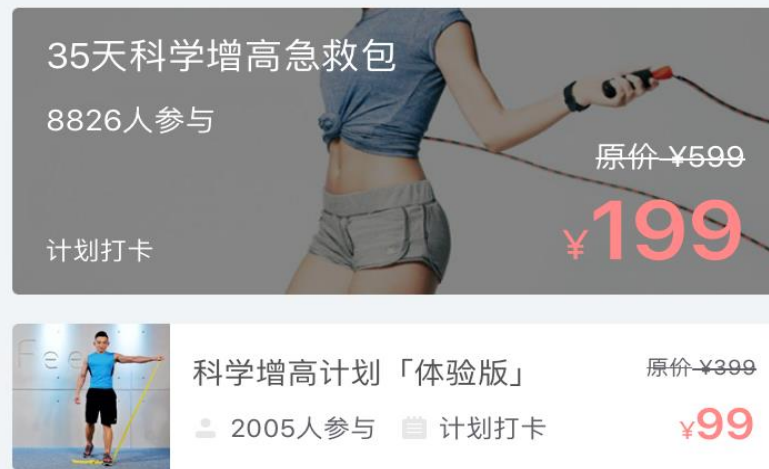 35天科学增高急救包
8826人参与
原价 ¥599
¥199
计划打卡
Fee
科学增高计划「体验版」
原价 ¥399
2005人参与
计划打卡
¥99